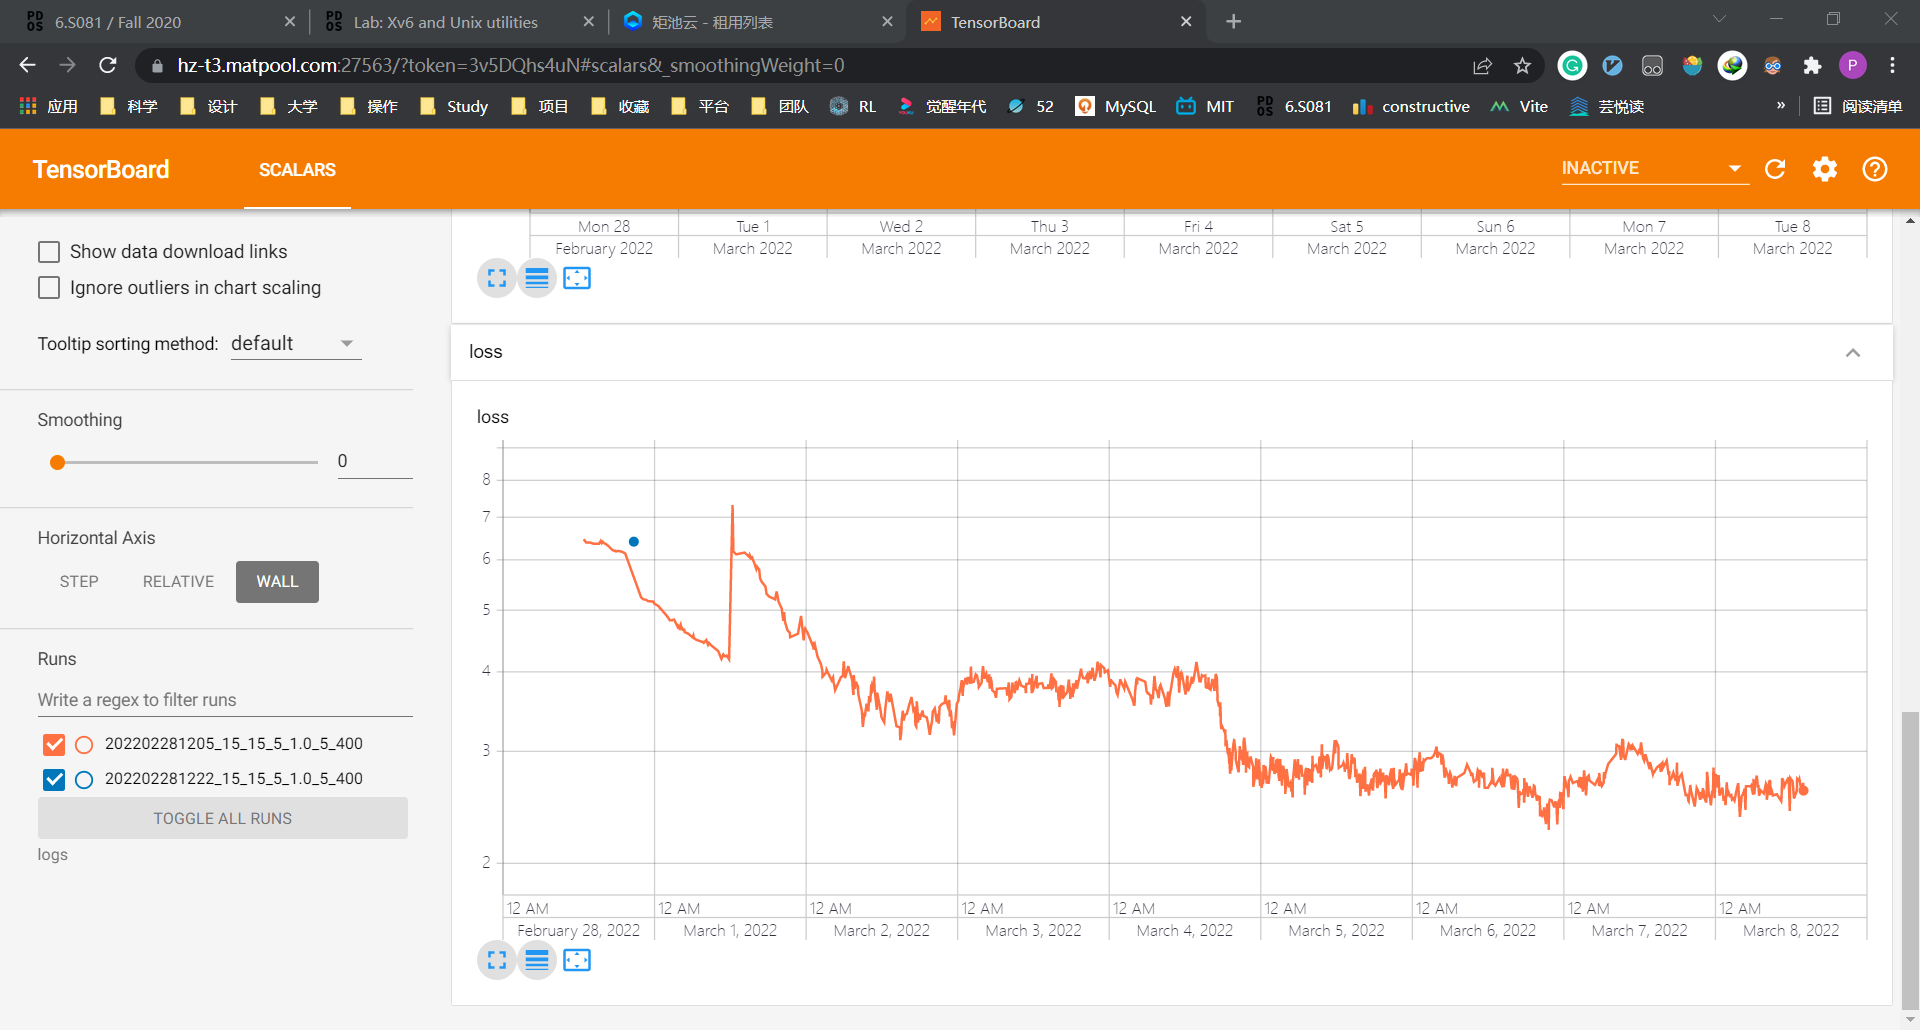 PD OS 6.S081 / Fall 2020
PD OS Lab: Xv6 and Unix utilities
矩池云 - 租用列表
TensorBoard
hz-t3.matpool.com:27563/?token=3v5DQhs4uN#scalars&_smoothingWeight=0
P
应用 科学 设计 大学 操作 Study 项目 收藏 平台 团队 RL 觉醒年代 52 MySQL MIT PD OS 6.S081 constructive Vite 芸悦读 » 阅读清单
TensorBoard SCALARS INACTIVE
Mon 28 Tue 1 Wed 2 Thu 3 Fri 4 Sat 5 Sun 6 Mon 7 Tue 8
February 2022 March 2022 March 2022 March 2022 March 2022 March 2022 March 2022 March 2022 March 2022
Show data download links
Ignore outliers in chart scaling
Tooltip sorting method: default
Smoothing
0
Horizontal Axis
STEP RELATIVE WALL
Runs
Write a regex to filter runs
202202281205_15_15_5_1.0_5_400
202202281222_15_15_5_1.0_5_400
TOGGLE ALL RUNS
logs
loss
loss
8
7
6
5
4
3
2
12 AM 12 AM 12 AM 12 AM 12 AM 12 AM 12 AM 12 AM 12 AM
February 28, 2022 March 1, 2022 March 2, 2022 March 3, 2022 March 4, 2022 March 5, 2022 March 6, 2022 March 7, 2022 March 8, 2022